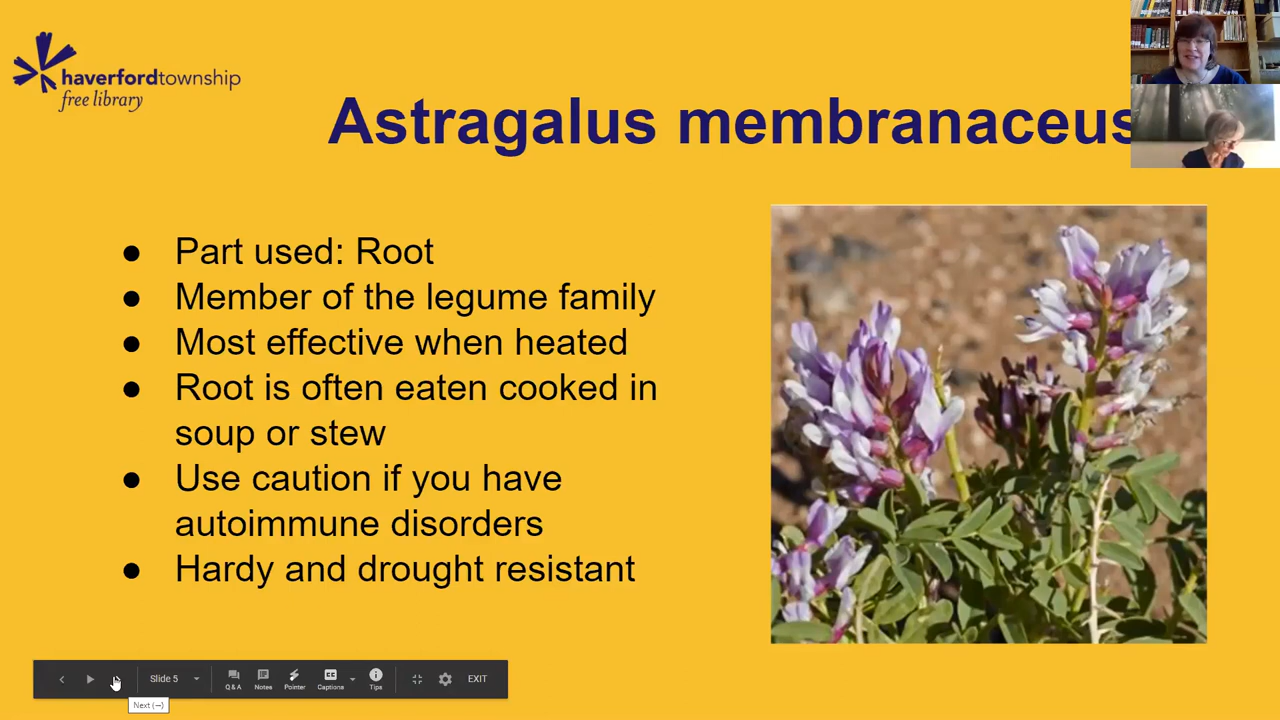 haverfordtownship
free library
Astragalus membranaceus
● Part used: Root
● Member of the legume family
● Most effective when heated
● Root is often eaten cooked in
soup or stew
● Use caution if you have
autoimmune disorders
● Hardy and drought resistant
Slide 5
Q & A
Notes
Pointer
Captions
Tips
EXIT
Next (→)